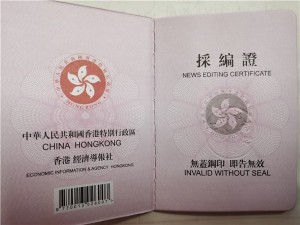 中華人民共和國香港特別行政區
CHINA HONGKONG
香港 經濟導報社
ECONOMIC INFORMATION & AGENCY HONGKONG
採編證
NEWS EDITING CERTIFICATE
無蓋鋼印 即告無效
INVALID WITHOUT SEAL